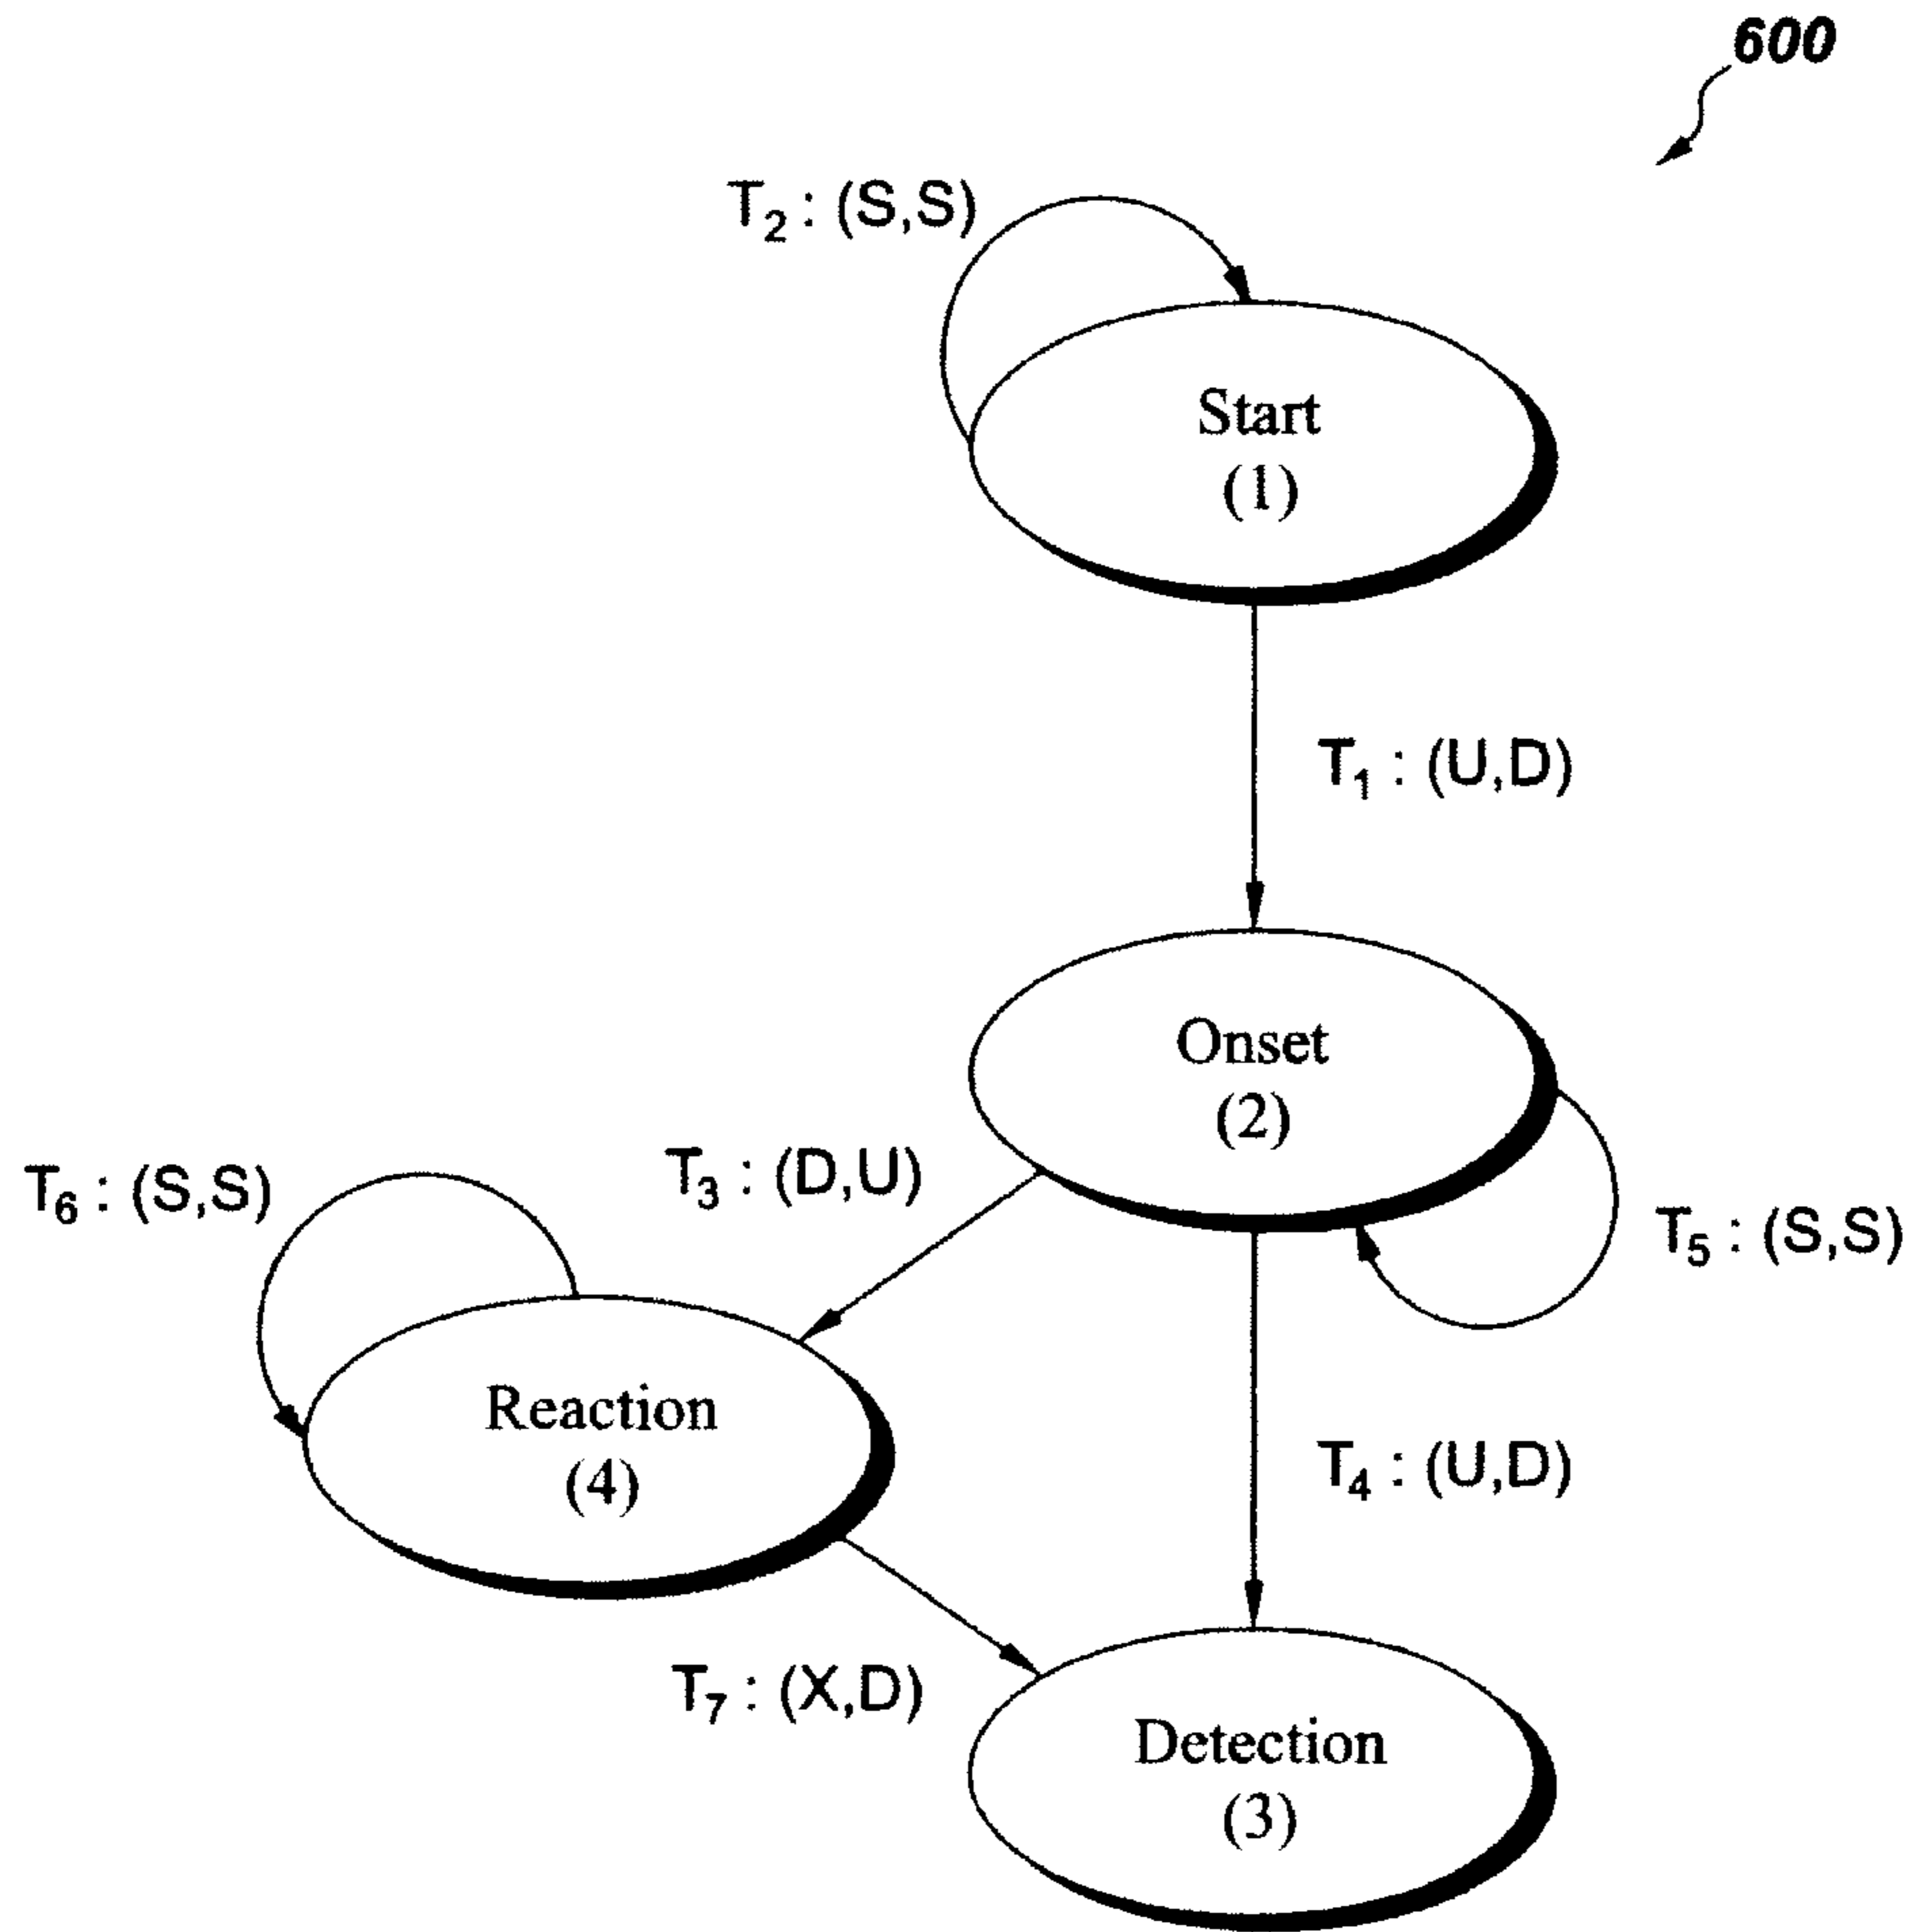 600
T2 : (S,S)
Start
(1)
T1 : (U,D)
Onset
(2)
T3 : (D,U)
T6 : (S,S)
T5 : (S,S)
Reaction
(4)
T4 : (U,D)
T7 : (X,D)
Detection
(3)